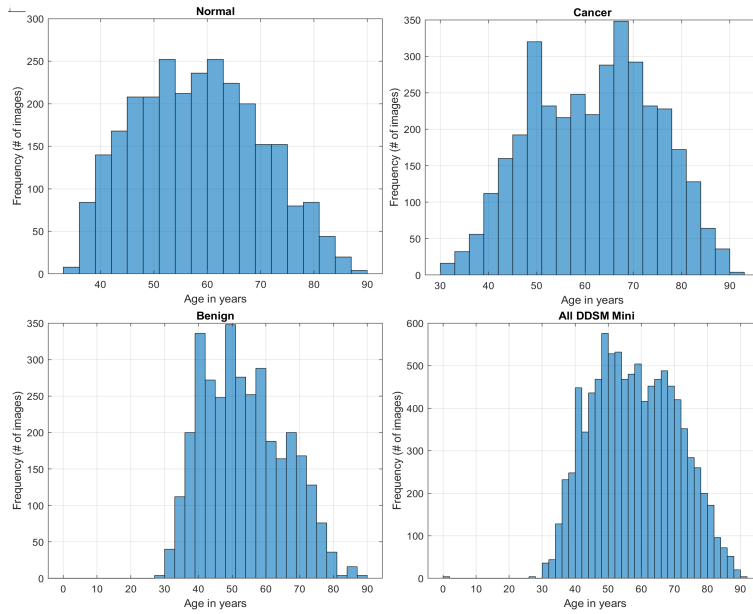 Normal
300
250
200
150
100
50
0
40 50 60 70 80 90
Age in years
Frequency (# of images)
Cancer
350
300
250
200
150
100
50
0
30 40 50 60 70 80 90
Age in years
Frequency (# of images)
Benign
350
300
250
200
150
100
50
0
0 10 20 30 40 50 60 70 80 90
Age in years
Frequency (# of images)
All DDSM Mini
600
500
400
300
200
100
0
0 10 20 30 40 50 60 70 80 90
Age in years
Frequency (# of images)